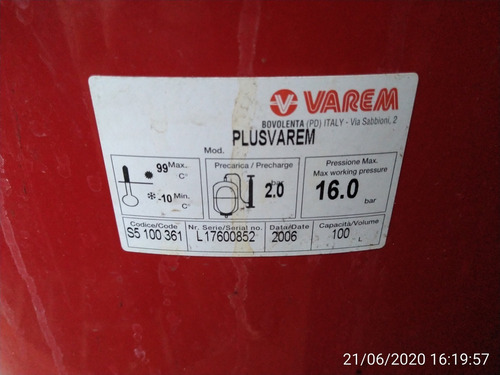 VAREM
BOVOLENTA (PD) ITALY - Via Sabbioni, 2
Mod. PLUSVAREM
99 Max. C°
-10 Min. C°
Precarica / Precharge
2.0 bar
Pressione Max.
Max working pressure
16.0 bar
Codice/Code
S5 100 361
Nr. Serie/Serial no.
L 17600852
Data/Date
2006
Capacità/Volume
100 L
21/06/2020 16:19:57